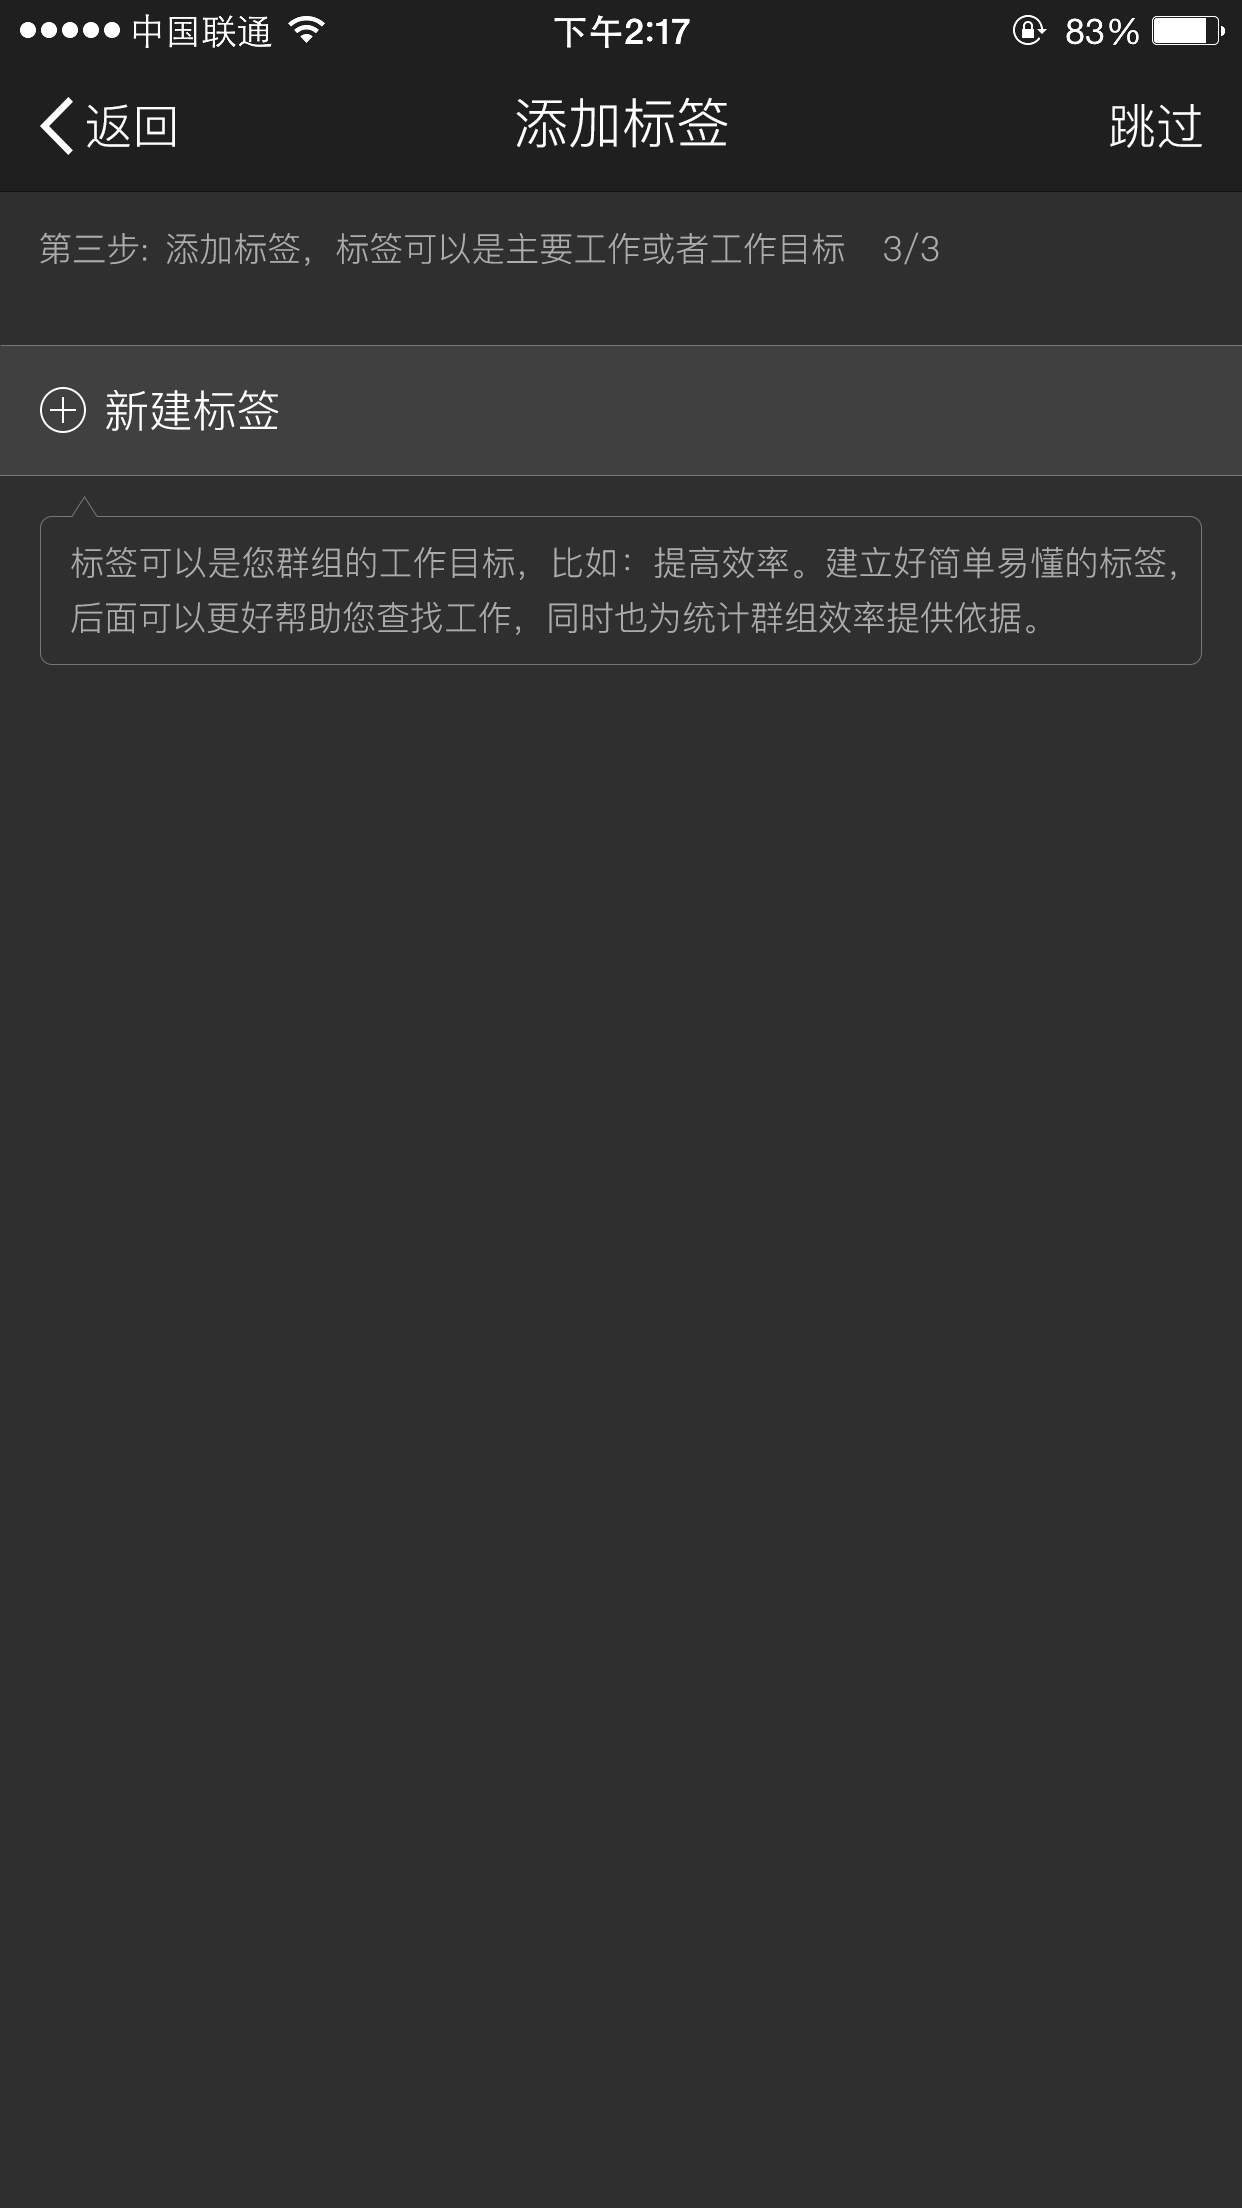 中国联通 下午2:17 83%
返回 添加标签 跳过
第三步: 添加标签，标签可以是主要工作或者工作目标 3/3
新建标签
标签可以是您群组的工作目标，比如：提高效率。建立好简单易懂的标签，
后面可以更好帮助您查找工作，同时也为统计群组效率提供依据。